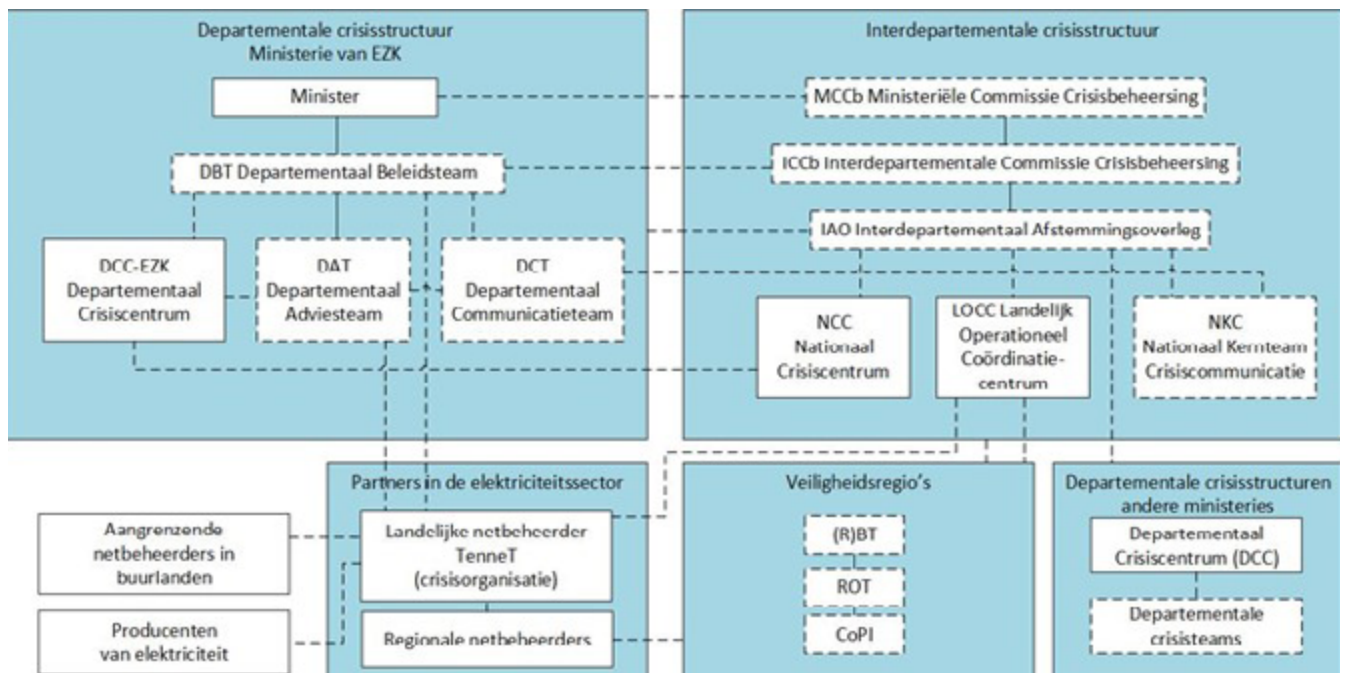 Departementale crisisstructuur
Ministerie van EZK
Minister
DBT Departementaal Beleidsteam
DCC-EZK
Departementaal
Crisiscentrum
DAT
Departementaal
Adviesteam
DCT
Departementaal
Communicatieteam
Interdepartementale crisisstructuur
MCCb Ministeriële Commissie Crisisbeheersing
ICCb Interdepartementale Commissie Crisisbeheersing
IAO Interdepartementaal Afstemmingsoverleg
NCC
Nationaal
Crisiscentrum
LOCC Landelijk
Operationeel
Coördinatie-
centrum
NKC
Nationaal Kernteam
Crisiscommunicatie
Aangrenzende
netbeheerders in
buurlanden
Producenten
van elektriciteit
Partners in de elektriciteitssector
Landelijke netbeheerder
TenneT
(crisisorganisatie)
Regionale netbeheerders
Veiligheidsregio's
(R)BT
ROT
CoPI
Departementale crisisstructuren
andere ministeries
Departementaal
Crisiscentrum (DCC)
Departementale
crisisteams